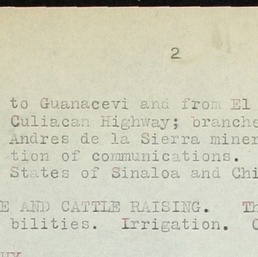 2
to Guanacevi and from El
Culiacan Highway; branche
Andres de la Sierra miner
tion of communications.
States of Sinaloa and Chi
E AND CATTLE RAISING. Th
bilities. Irrigation.